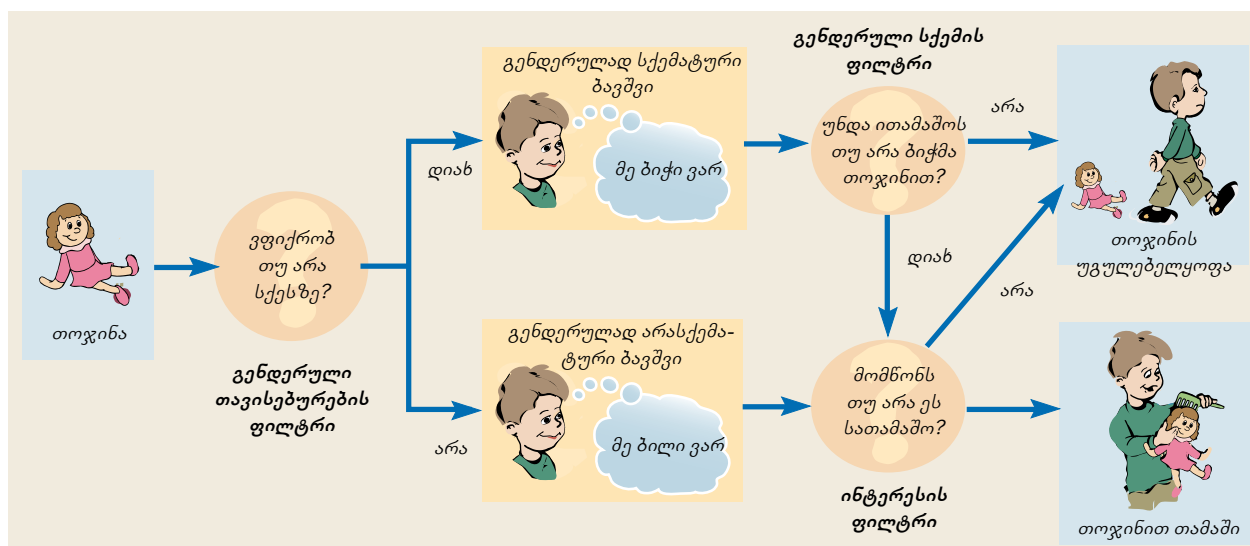 თოჯინა
ვფიქრობ
თუ არა
სქესზე?
გენდერული
თავისებურების
ფილტრი
დიახ
არა
გენდერულად სქემატური
ბავშვი
მე ბიჭი ვარ
გენდერულად არასქემა-
ტური ბავშვი
მე ბილი ვარ
გენდერული სქემის
ფილტრი
უნდა ითამაშოს
თუ არა ბიჭმა
თოჯინით?
არა
დიახ
არა
მომწონს
თუ არა ეს
სათამაშო?
ინტერესის
ფილტრი
თოჯინის
უგულებელყოფა
თოჯინით თამაში